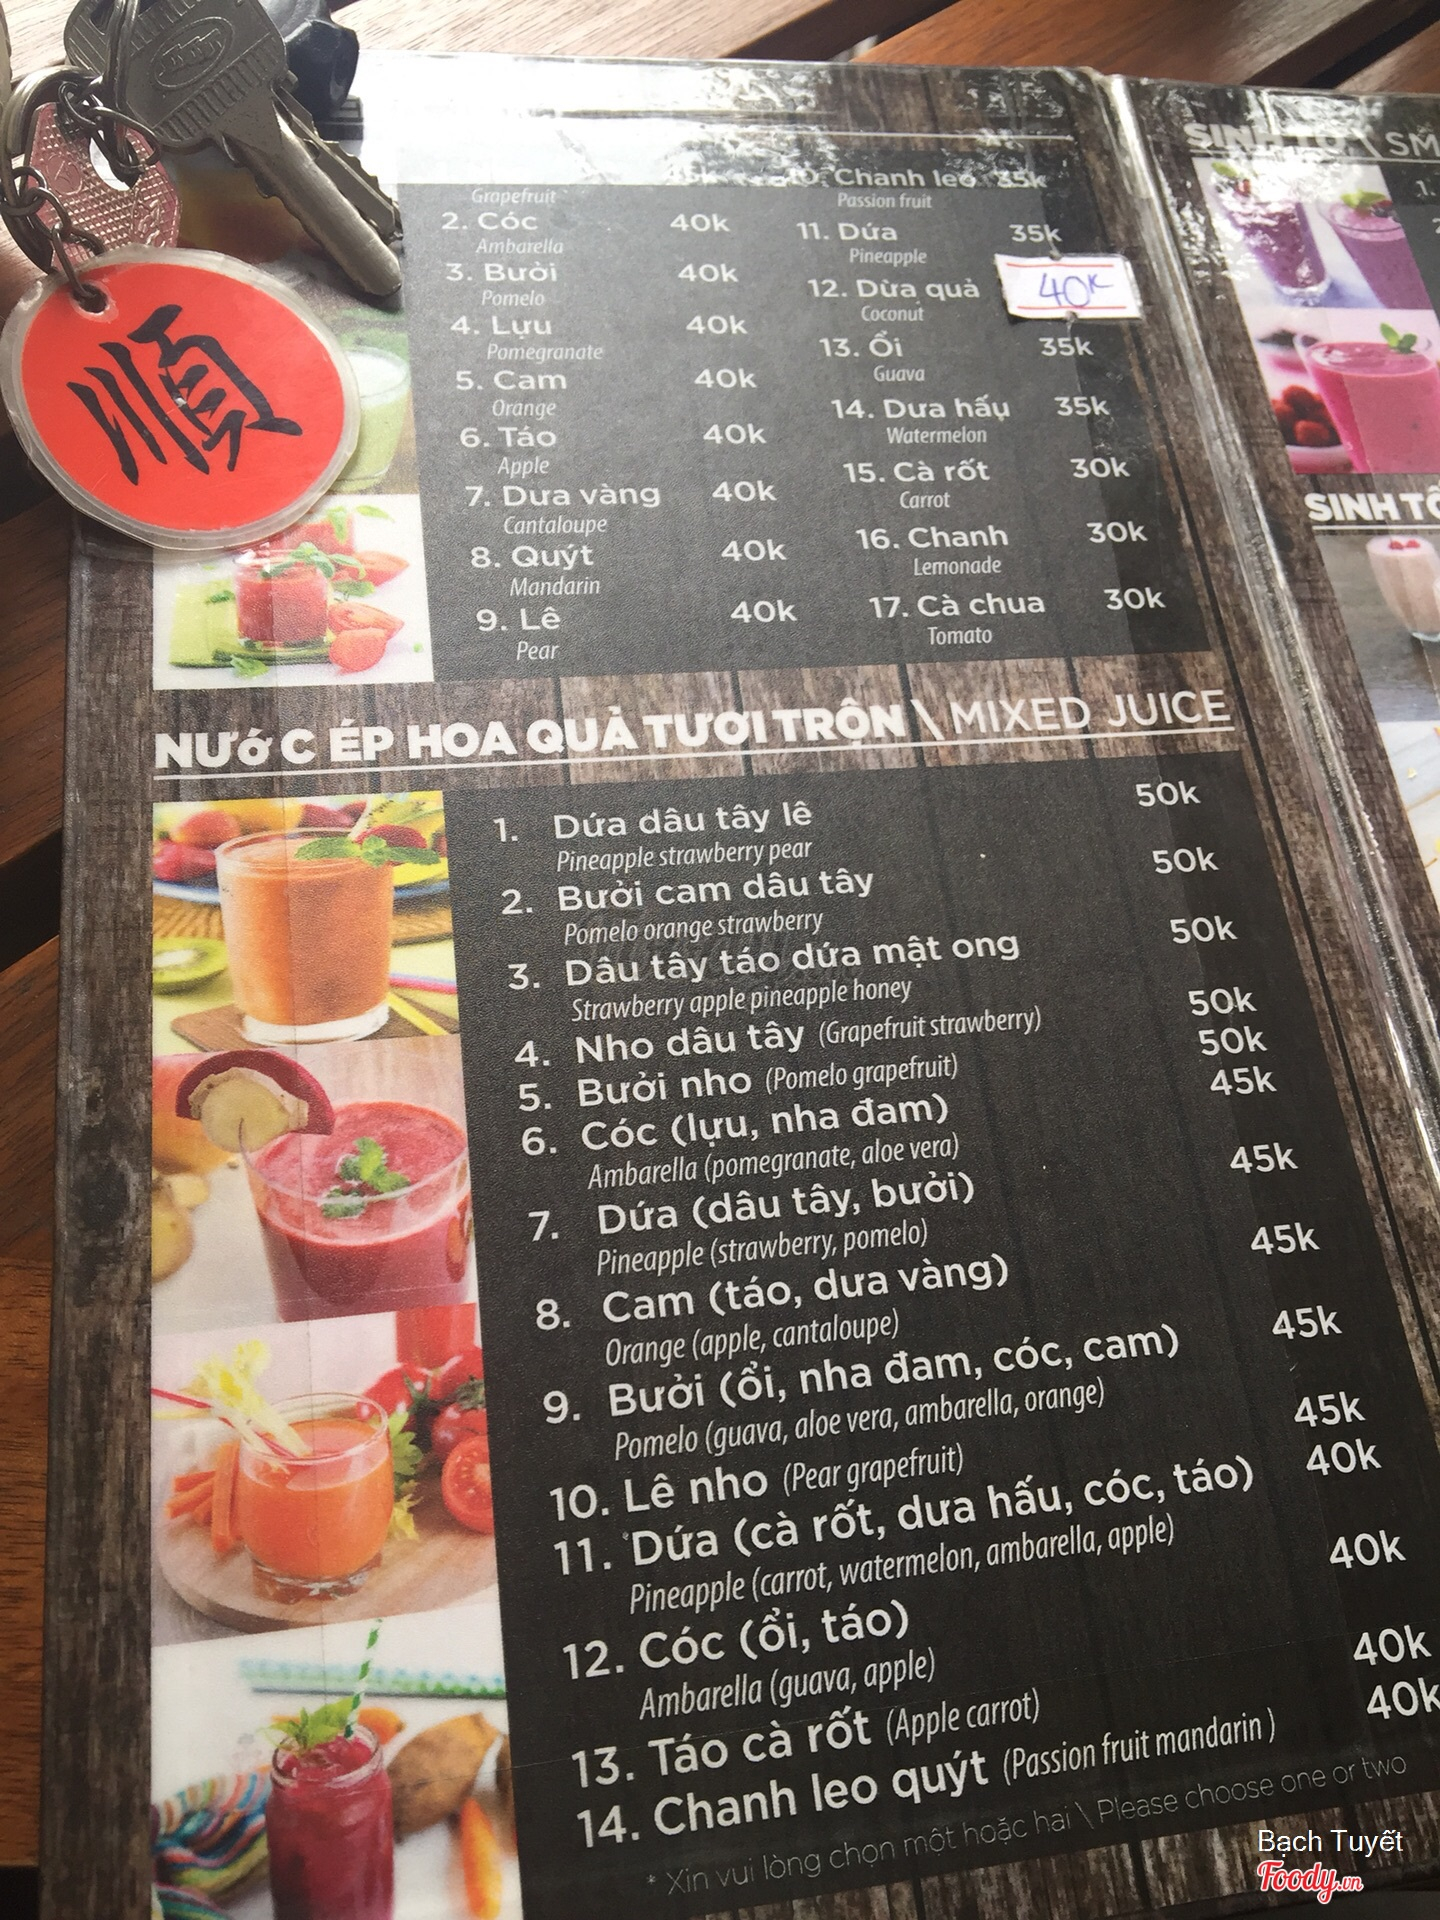 Grapefruit
45k
2. Cóc 40k
Ambarella
3. Bưởi 40k
Pomelo
4. Lựu 40k
Pomegranate
5. Cam 40k
Orange
6. Táo 40k
Apple
7. Dưa vàng 40k
Cantaloupe
8. Quýt 40k
Mandarin
9. Lê 40k
Pear
10. Chanh leo 35k
Passion fruit
11. Dứa 35k
Pineapple
12. Dừa quả 40K
Coconut
13. Ổi 35k
Guava
14. Dưa hấu 35k
Watermelon
15. Cà rốt 30k
Carrot
16. Chanh 30k
Lemonade
17. Cà chua 30k
Tomato
NƯỚC ÉP HOA QUẢ TƯƠI TRỘN \ MIXED JUICE
1. Dứa dâu tây lê 50k
Pineapple strawberry pear
2. Bưởi cam dâu tây 50k
Pomelo orange strawberry
3. Dâu tây táo dứa mật ong 50k
Strawberry apple pineapple honey
4. Nho dâu tây (Grapefruit strawberry) 50k
5. Bưởi nho (Pomelo grapefruit) 50k
6. Cóc (lựu, nha đam) 45k
Ambarella (pomegranate, aloe vera)
7. Dứa (dâu tây, bưởi) 45k
Pineapple (strawberry, pomelo)
8. Cam (táo, dưa vàng) 45k
Orange (apple, cantaloupe)
9. Bưởi (ổi, nha đam, cóc, cam) 45k
Pomelo (guava, aloe vera, ambarella, orange)
10. Lê nho (Pear grapefruit) 45k
11. Dứa (cà rốt, dưa hấu, cóc, táo) 40k
Pineapple (carrot, watermelon, ambarella, apple)
12. Cóc (ổi, táo) 40k
Ambarella (guava, apple)
13. Táo cà rốt (Apple carrot) 40k
14. Chanh leo quýt (Passion fruit mandarin ) 40k
* Xin vui lòng chọn một hoặc hai \ Please choose one or two
SINH TỐ \ SM
1.
2
SINH TỐ
順
Bạch Tuyết
Foody.vn